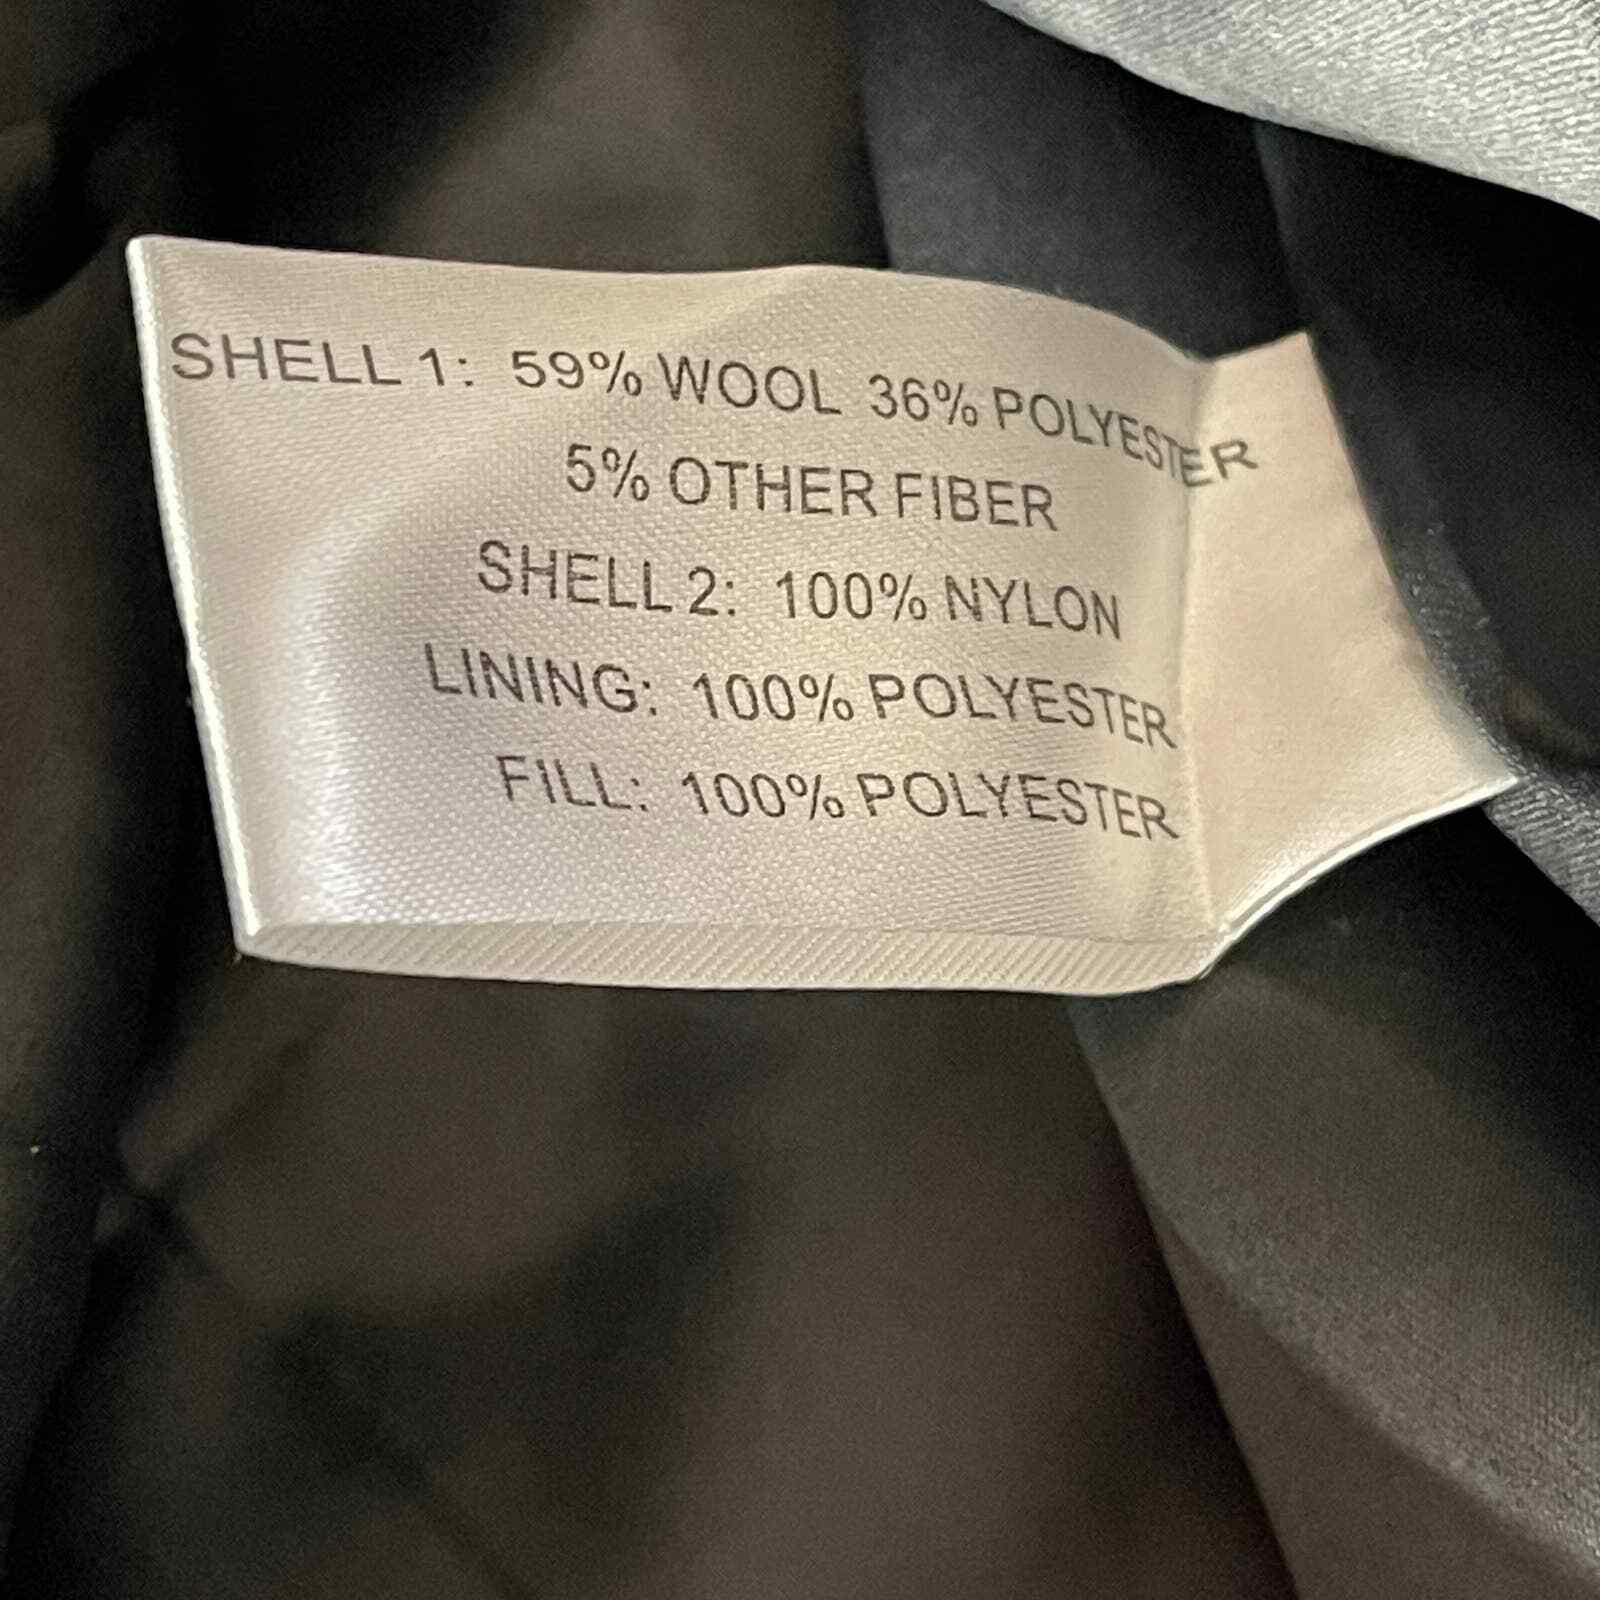 SHELL 1: 59% WOOL 36% POLYESTER
5% OTHER FIBER
SHELL 2: 100% NYLON
LINING: 100% POLYESTER
FILL: 100% POLYESTER